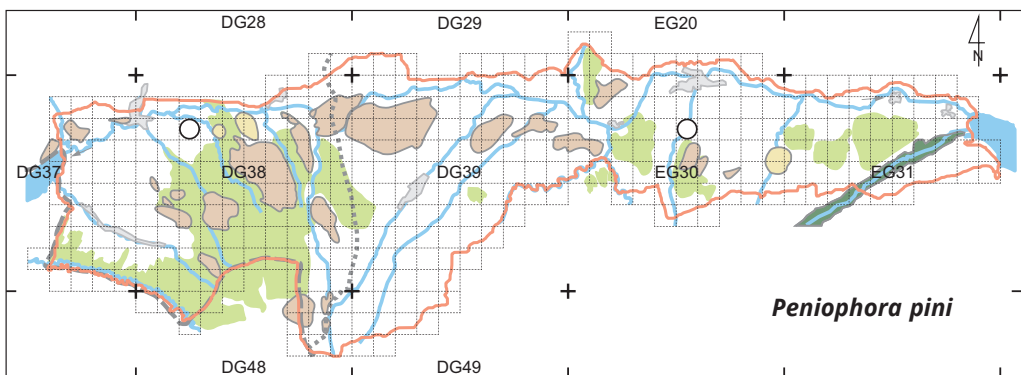 DG28 DG29 EG20
N
DG37 DG38 DG39 EG30 EG31
Peniophora pini
DG48 DG49